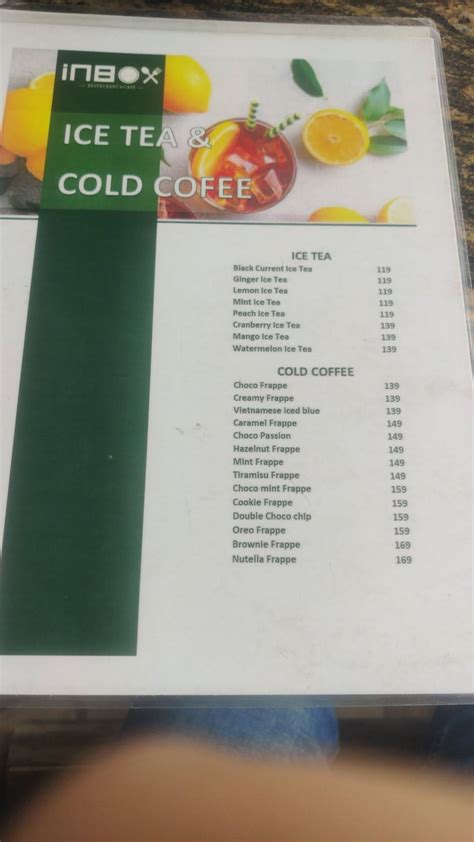 INBOX
RESTAURANT & CAFE
ICE TEA &
COLD COFEE
ICE TEA
Black Current Ice Tea 119
Ginger Ice Tea 119
Lemon Ice Tea 119
Mint Ice Tea 119
Peach Ice Tea 119
Cranberry Ice Tea 139
Mango Ice Tea 139
Watermelon Ice Tea 139
COLD COFFEE
Choco Frappe 139
Creamy Frappe 139
Vietnamese iced blue 139
Caramel Frappe 149
Choco Passion 149
Hazelnut Frappe 149
Mint Frappe 149
Tiramisu Frappe 149
Choco mint Frappe 159
Cookie Frappe 159
Double Choco chip 159
Oreo Frappe 159
Brownie Frappe 169
Nutella Frappe 169